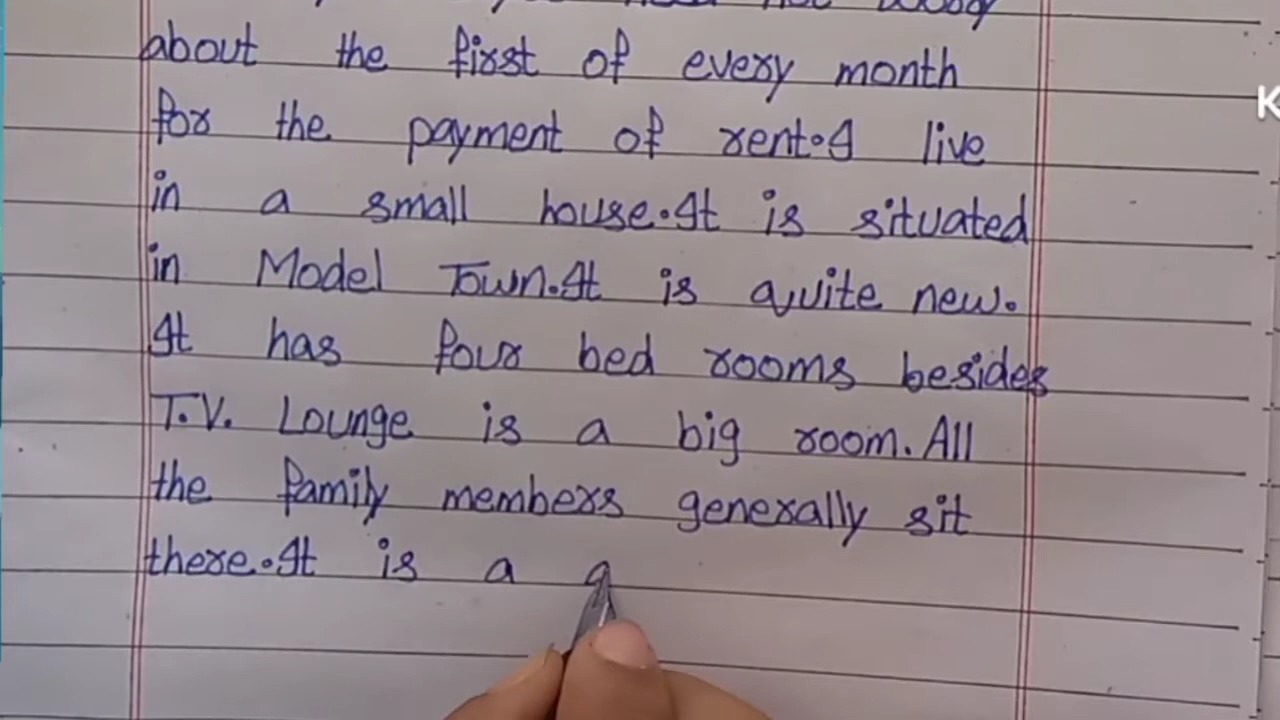 about the first of every month
for the payment of rent.I live
in a small house.It is situated
in Model Town.It is quite new.
It has four bed rooms besides
T.V. Lounge is a big room. All
the family members generally sit
there.It is a
K